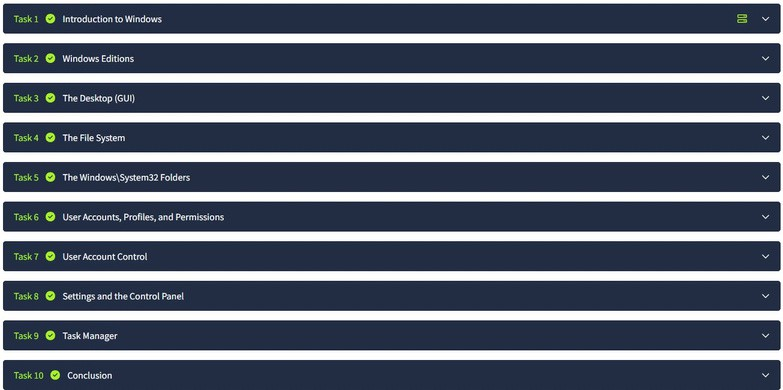 Task 1 Introduction to Windows
Task 2 Windows Editions
Task 3 The Desktop (GUI)
Task 4 The File System
Task 5 The Windows\System32 Folders
Task 6 User Accounts, Profiles, and Permissions
Task 7 User Account Control
Task 8 Settings and the Control Panel
Task 9 Task Manager
Task 10 Conclusion